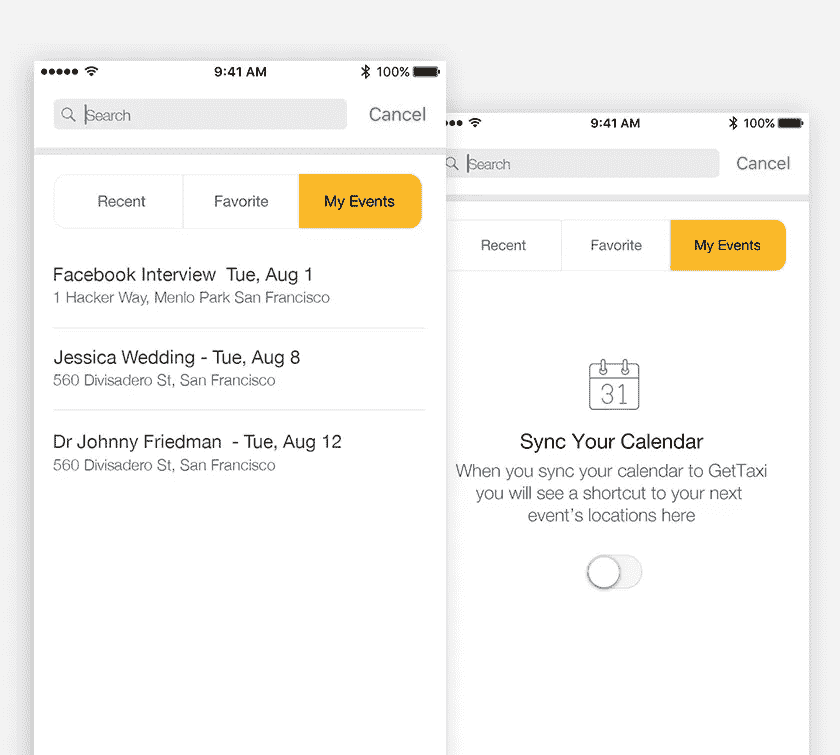 9:41 AM 100%
Search Cancel
Recent Favorite My Events
Facebook Interview  Tue, Aug 1
1 Hacker Way, Menlo Park San Francisco
Jessica Wedding - Tue, Aug 8
560 Divisadero St, San Francisco
Dr Johnny Friedman  - Tue, Aug 12
560 Divisadero St, San Francisco
9:41 AM 100%
Search Cancel
Recent Favorite My Events
31
Sync Your Calendar
When you sync your calendar to GetTaxi
you will see a shortcut to your next
event’s locations here